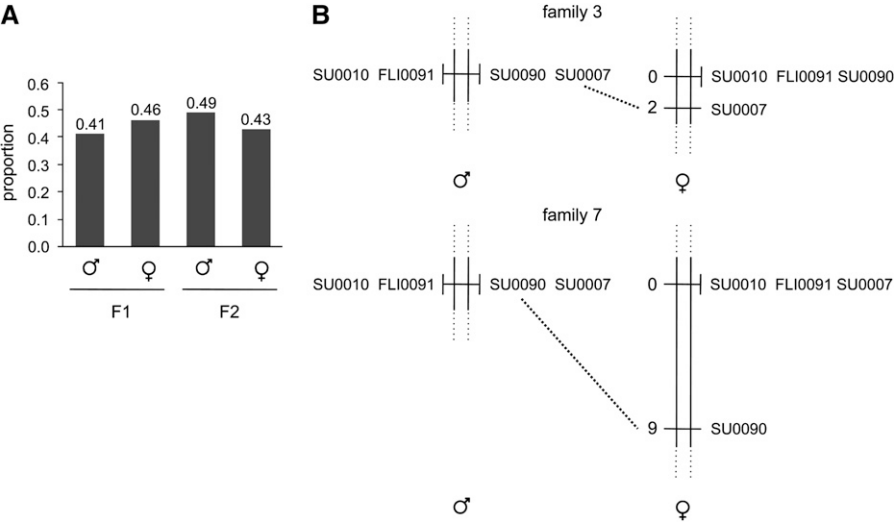 A
proportion
0.6
0.5
0.4
0.3
0.2
0.1
0.0
0.41
0.46
0.49
0.43
♂ ♀ ♂ ♀
F1 F2
B
family 3
SU0010 FLI0091 SU0090 SU0007
0 SU0010 FLI0091 SU0090
2 SU0007
♂ ♀
family 7
SU0010 FLI0091 SU0090 SU0007
0 SU0010 FLI0091 SU0007
9 SU0090
♂ ♀